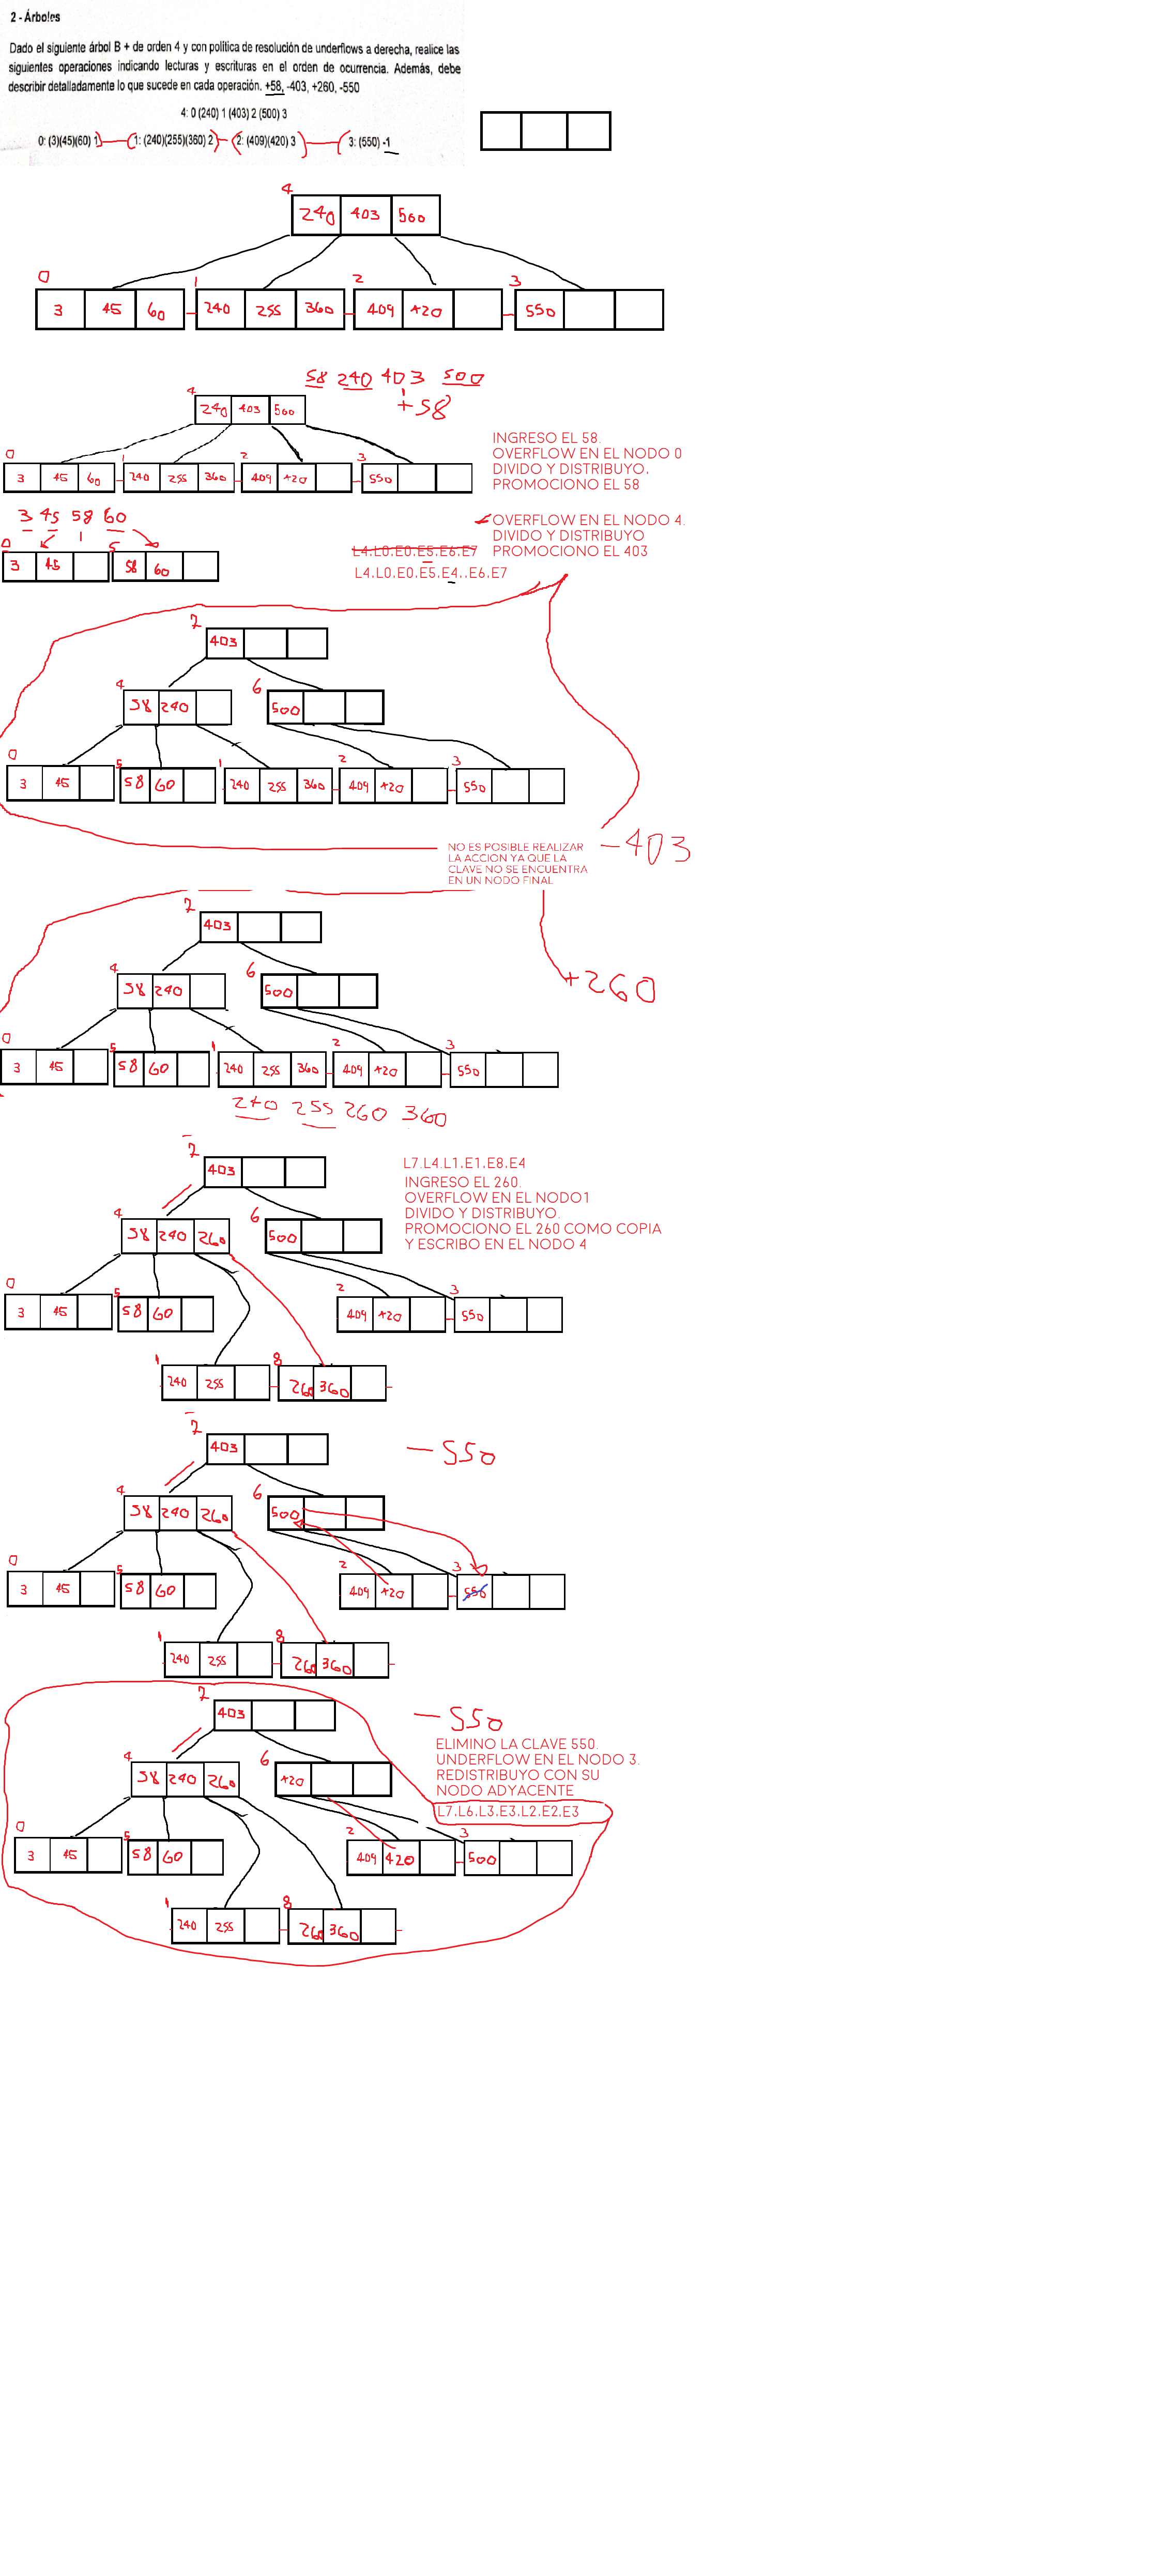 2 - Árboles
Dado el siguiente árbol B + de orden 4 y con política de resolución de underflows a derecha, realice las
siguientes operaciones indicando lecturas y escrituras en el orden de ocurrencia. Además, debe
describir detalladamente lo que sucede en cada operación. +58, -403, +260, -550
4: 0 (240) 1 (403) 2 (500) 3
0: (3)(45)(60) 1 1: (240)(255)(360) 2 2: (409)(420) 3 3: (550) -1
4
240 403 500
0 1 2 3
3 45 60 240 255 360 409 420 550
58 240 403 500
+58
4
240 403 500
INGRESO EL 58.
OVERFLOW EN EL NODO 0
DIVIDO Y DISTRIBUYO.
PROMOCIONO EL 58
0 1 2 3
3 45 60 240 255 360 409 420 550
3 45 58 60
OVERFLOW EN EL NODO 4.
DIVIDO Y DISTRIBUYO
PROMOCIONO EL 403
L4.L0.E0.E5.E6.E7
L4.L0.E0.E5.E4..E6.E7
0 5
3 45 58 60
7
403
4 6
58 240 500
0 5 1 2 3
3 45 58 60 240 255 360 409 420 550
-403
NO ES POSIBLE REALIZAR
LA ACCION YA QUE LA
CLAVE NO SE ENCUENTRA
EN UN NODO FINAL
7
403
4 6
58 240 500
+260
0 5 1 2 3
3 45 58 60 240 255 360 409 420 550
240 255 260 360
7
403
L7.L4.L1.E1.E8.E4
INGRESO EL 260.
OVERFLOW EN EL NODO1
DIVIDO Y DISTRIBUYO.
PROMOCIONO EL 260 COMO COPIA
Y ESCRIBO EN EL NODO 4
4 6
58 240 260 500
0 5 2 3
3 45 58 60 409 420 550
1 8
240 255 260 360
7
403
-550
4 6
58 240 260 500
0 5 2 3
3 45 58 60 409 420 550
1 8
240 255 260 360
7
403
-550
ELIMINO LA CLAVE 550.
UNDERFLOW EN EL NODO 3.
REDISTRIBUYO CON SU
NODO ADYACENTE
L7.L6.L3.E3.L2.E2.E3
4 6
58 240 260 420
0 5 2 3
3 45 58 60 409 420 500
1 8
240 255 260 360